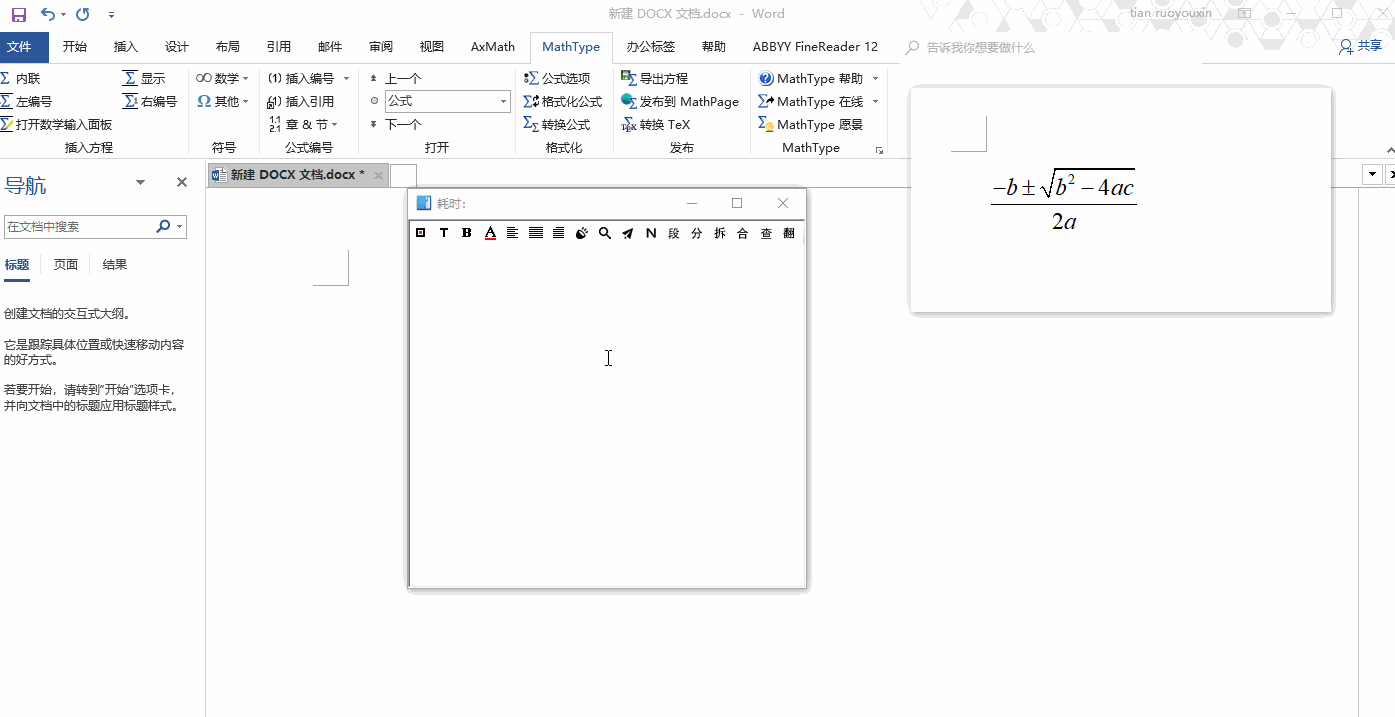 新建 DOCX 文档.docx - Word
tian ruoyouxin
文件 开始 插入 设计 布局 引用 邮件 审阅 视图 AxMath MathType 办公标签 帮助 ABBYY FineReader 12 告诉我你想要做什么 共享
Σ 内联 Σ 显示 数学 (1) 插入编号 上一个 公式选项 导出方程 MathType 帮助
Σ 左编号 Σ 右编号 Ω 其他 插入引用 公式 格式化公式 发布到 MathPage MathType 在线
打开数学输入面板 章 & 节 下一个 转换公式 转换 TeX MathType 愿景
插入方程 符号 公式编号 打开 格式化 发布 MathType
导航
新建 DOCX 文档.docx *
在文档中搜索
标题 页面 结果
创建文档的交互式大纲。
它是跟踪具体位置或快速移动内容
的好方式。
若要开始，请转到“开始”选项卡，
并向文档中的标题应用标题样式。
耗时:
T B A N 段 分 拆 合 查 翻
−b ± √b² − 4ac
2a